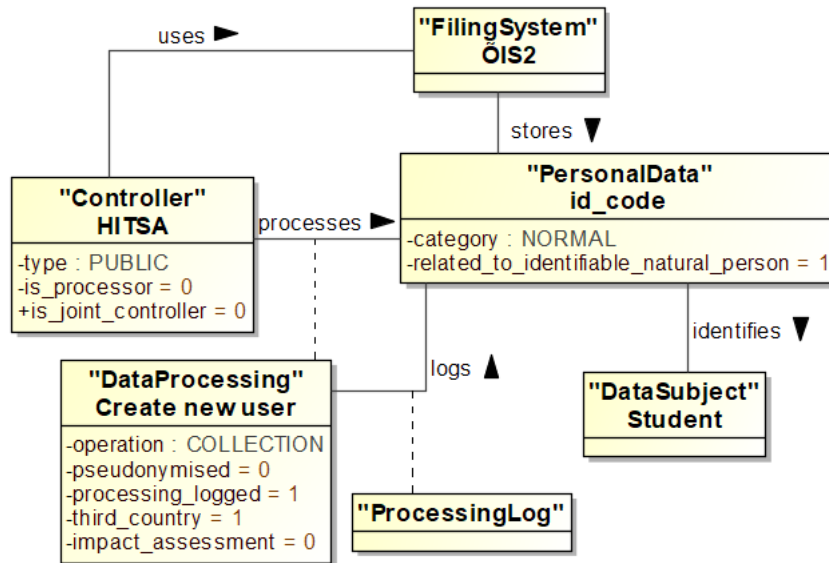 "FilingSystem"
ÕIS2
uses ►
stores ▼
"Controller"
HITSA
-type : PUBLIC
-is_processor = 0
+is_joint_controller = 0
processes ►
"PersonalData"
id_code
-category : NORMAL
-related_to_identifiable_natural_person = 1
identifies ▼
logs ▲
"DataProcessing"
Create new user
-operation : COLLECTION
-pseudonymised = 0
-processing_logged = 1
-third_country = 1
-impact_assessment = 0
"DataSubject"
Student
"ProcessingLog"